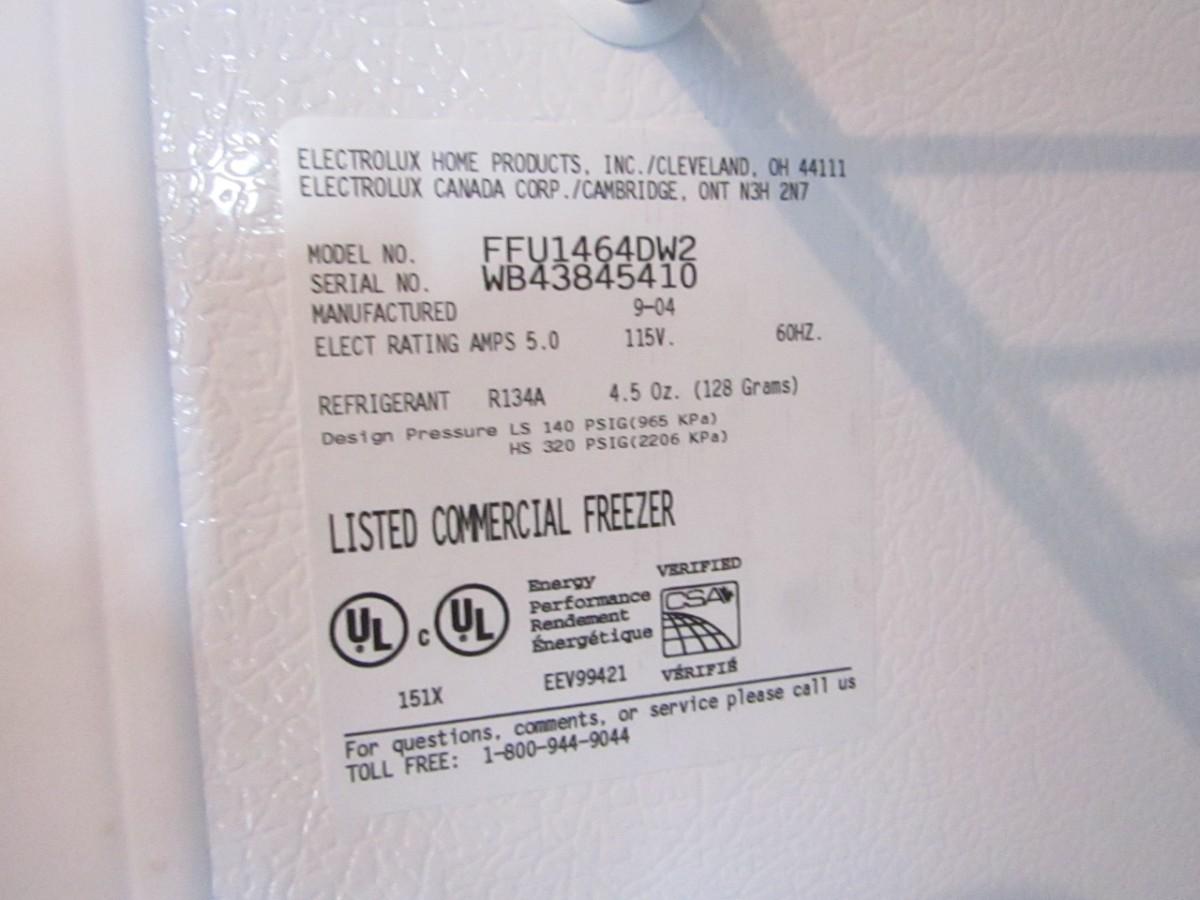 ELECTROLUX HOME PRODUCTS, INC./CLEVELAND, OH 44111
ELECTROLUX CANADA CORP./CAMBRIDGE, ONT N3H 2N7
MODEL NO. FFU1464DW2
SERIAL NO. WB43845410
MANUFACTURED 9-04
ELECT RATING AMPS 5.0 115V. 60HZ.
REFRIGERANT R134A 4.5 Oz. (128 Grams)
Design Pressure LS 140 PSIG(965 KPa)
HS 320 PSIG(2206 KPa)
LISTED COMMERCIAL FREEZER
UL c UL
Energy
Performance
Rendement
Énergétique
VERIFIED
CSA
VÉRIFIÉ
151X EEV99421
For questions, comments, or service please call us
TOLL FREE: 1-800-944-9044